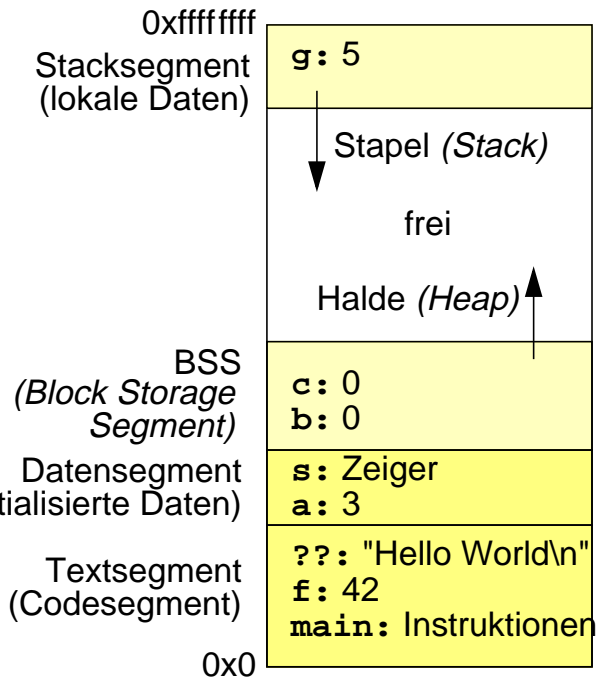 0xffffffff
Stacksegment
(lokale Daten)
g: 5
Stapel (Stack)
frei
Halde (Heap)
BSS
(Block Storage
Segment)
c: 0
b: 0
Datensegment
tialisierte Daten)
s: Zeiger
a: 3
Textsegment
(Codesegment)
??: "Hello World\n"
f: 42
main: Instruktionen
0x0